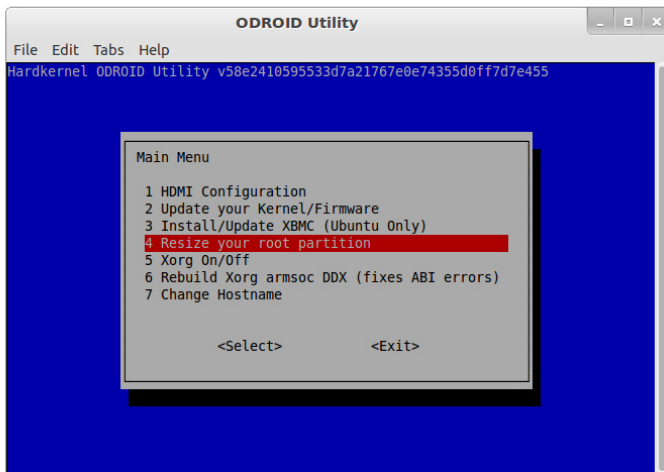 ODROID Utility
File Edit Tabs Help
Hardkernel ODROID Utility v58e2410595533d7a21767e0e74355d0ff7d7e455
Main Menu
1 HDMI Configuration
2 Update your Kernel/Firmware
3 Install/Update XBMC (Ubuntu Only)
4 Resize your root partition
5 Xorg On/Off
6 Rebuild Xorg armsoc DDX (fixes ABI errors)
7 Change Hostname
<Select> <Exit>